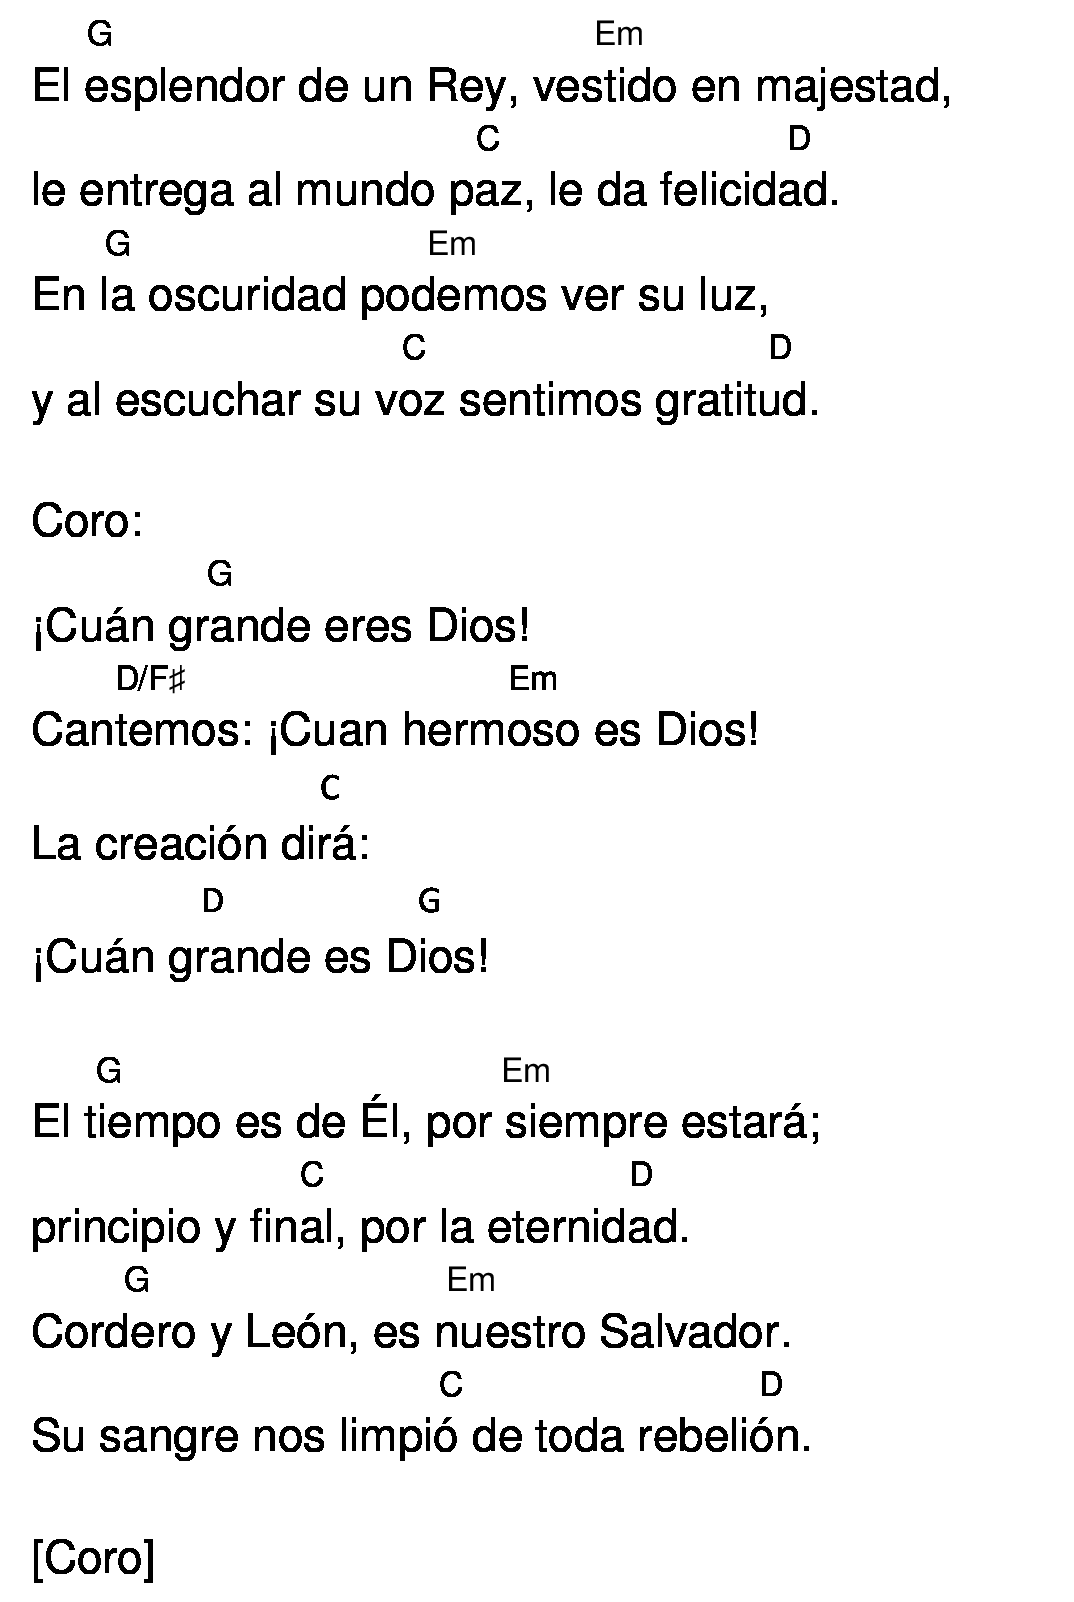 G Em
El esplendor de un Rey, vestido en majestad,
C D
le entrega al mundo paz, le da felicidad.
G Em
En la oscuridad podemos ver su luz,
C D
y al escuchar su voz sentimos gratitud.
Coro:
G
¡Cuán grande eres Dios!
D/F♯ Em
Cantemos: ¡Cuan hermoso es Dios!
C
La creación dirá:
D G
¡Cuán grande es Dios!
G Em
El tiempo es de Él, por siempre estará;
C D
principio y final, por la eternidad.
G Em
Cordero y León, es nuestro Salvador.
C D
Su sangre nos limpió de toda rebelión.
[Coro]